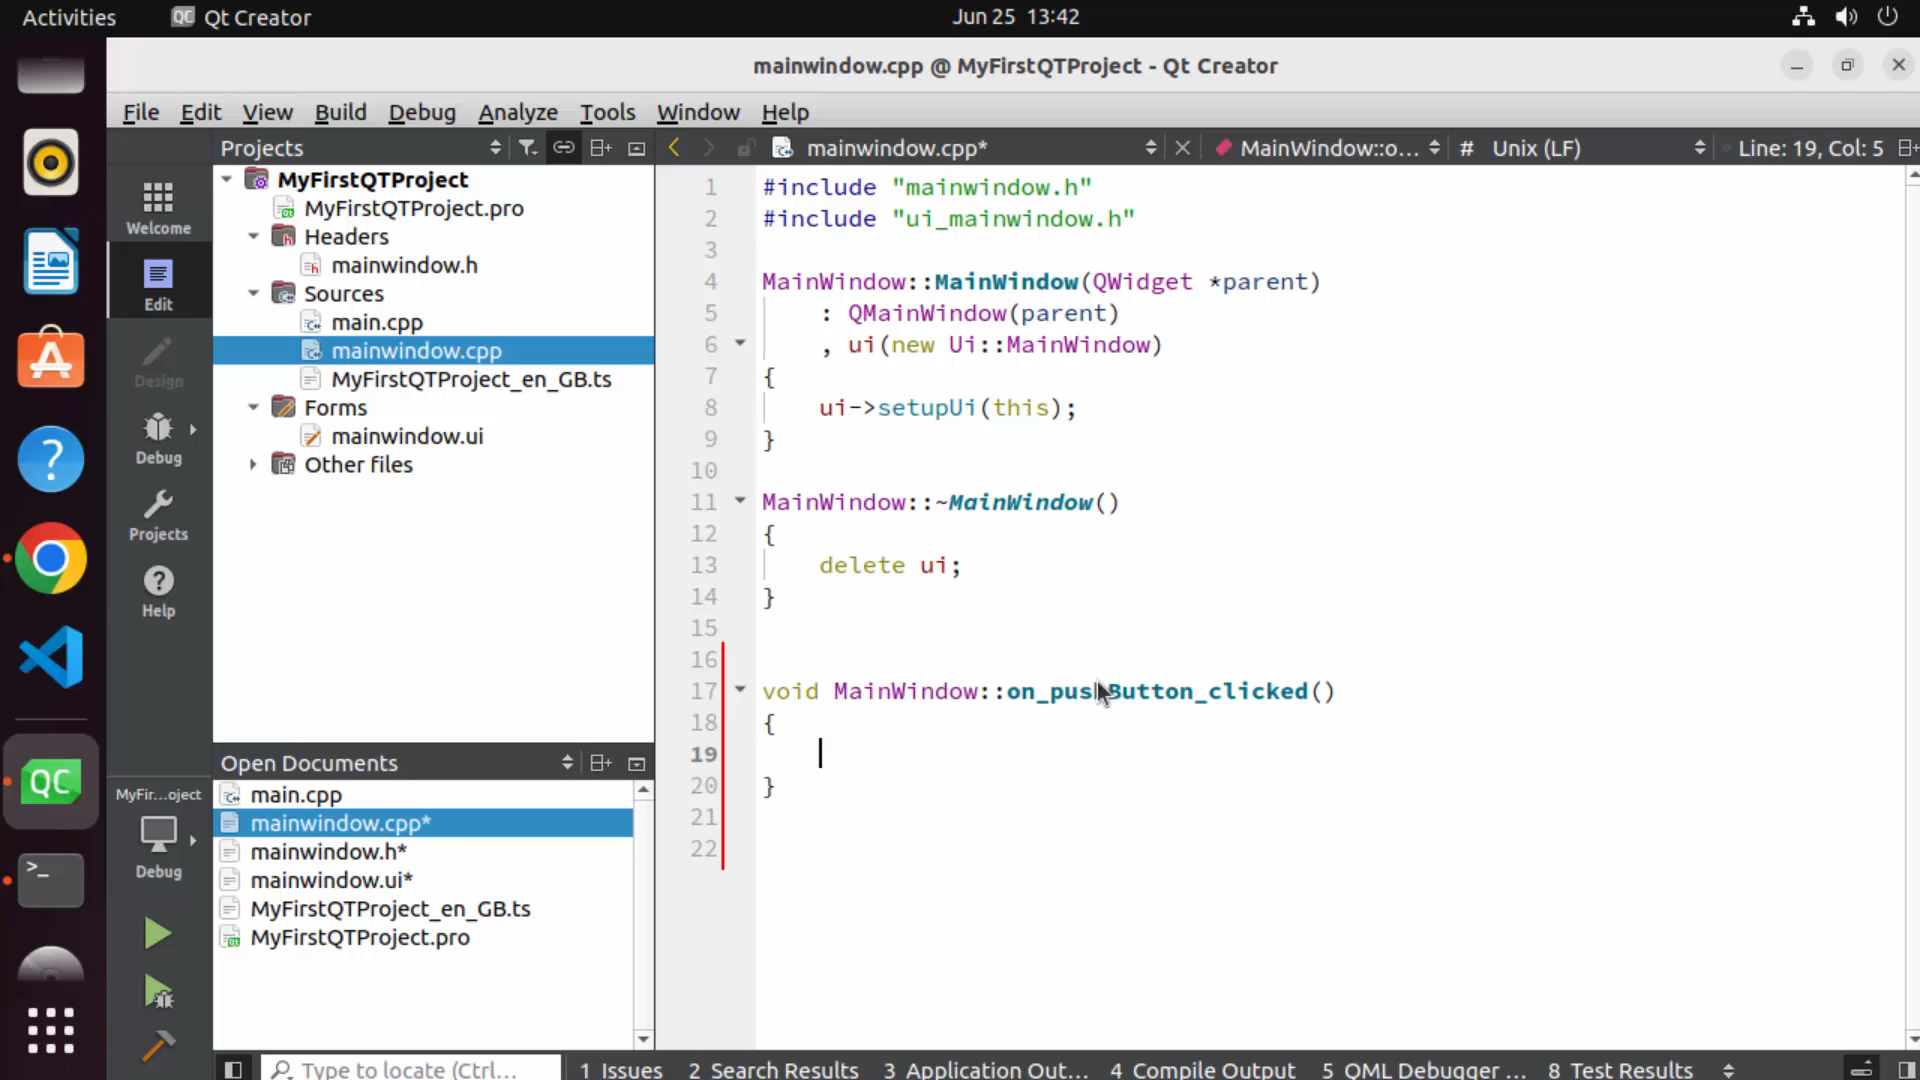 Activities
Qt Creator
Jun 25 13:42
mainwindow.cpp @ MyFirstQTProject - Qt Creator
File Edit View Build Debug Analyze Tools Window Help
Projects
mainwindow.cpp*
MainWindow::o...
# Unix (LF)
Line: 19, Col: 5
Welcome
Edit
Design
Debug
Projects
Help
MyFir...oject
Debug
MyFirstQTProject
MyFirstQTProject.pro
Headers
mainwindow.h
Sources
main.cpp
mainwindow.cpp
MyFirstQTProject_en_GB.ts
Forms
mainwindow.ui
Other files
Open Documents
main.cpp
mainwindow.cpp*
mainwindow.h*
mainwindow.ui*
MyFirstQTProject_en_GB.ts
MyFirstQTProject.pro
1 #include "mainwindow.h"
2 #include "ui_mainwindow.h"
3
4 MainWindow::MainWindow(QWidget *parent)
5 : QMainWindow(parent)
6 , ui(new Ui::MainWindow)
7 {
8 ui->setupUi(this);
9 }
10
11 MainWindow::~MainWindow()
12 {
13 delete ui;
14 }
15
16
17 void MainWindow::on_pushButton_clicked()
18 {
19
20 }
21
22
Type to locate (Ctrl...
1 Issues 2 Search Results 3 Application Out... 4 Compile Output 5 QML Debugger ... 8 Test Results